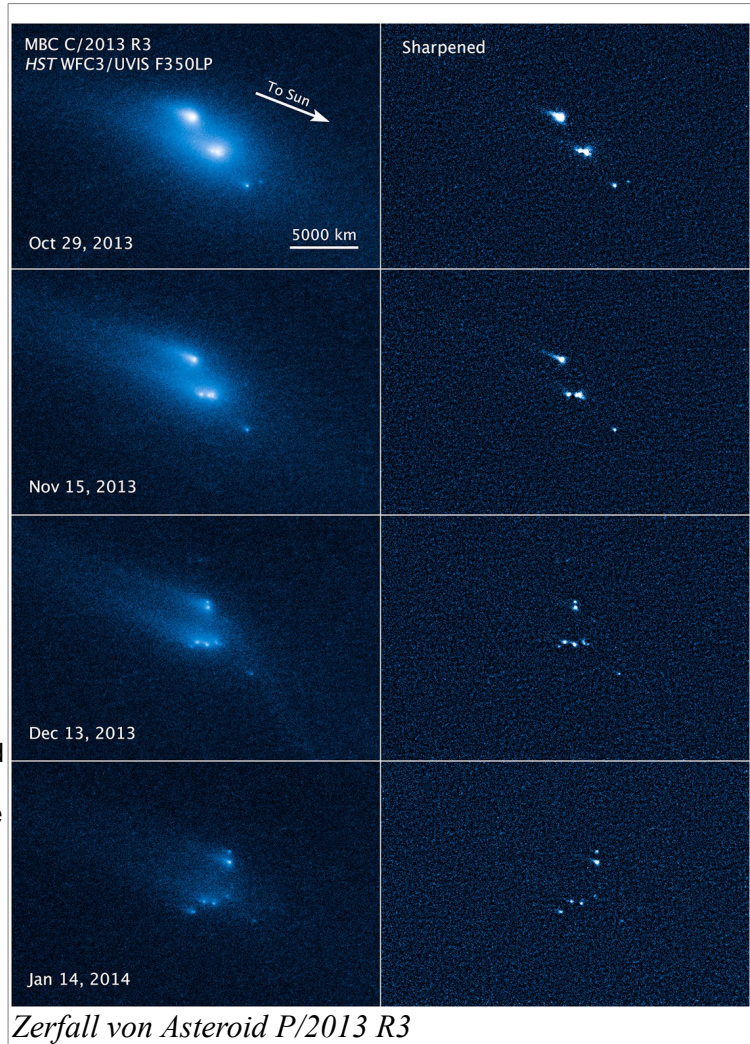 MBC C/2013 R3
HST WFC3/UVIS F350LP
To Sun
Sharpened
Oct 29, 2013
5000 km
Nov 15, 2013
Dec 13, 2013
Jan 14, 2014
Zerfall von Asteroid P/2013 R3